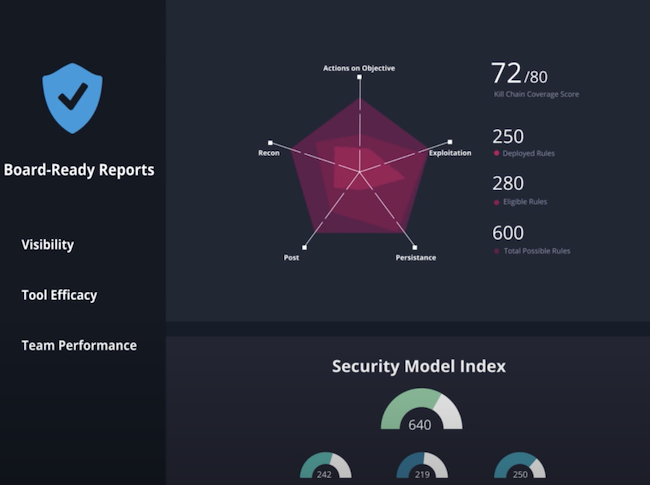 Board-Ready Reports
Visibility
Tool Efficacy
Team Performance
Actions on Objective
Recon
Exploitation
Post
Persistance
72/80
Kill Chain Coverage Score
250
Deployed Rules
280
Eligible Rules
600
Total Possible Rules
Security Model Index
640
242
219
250